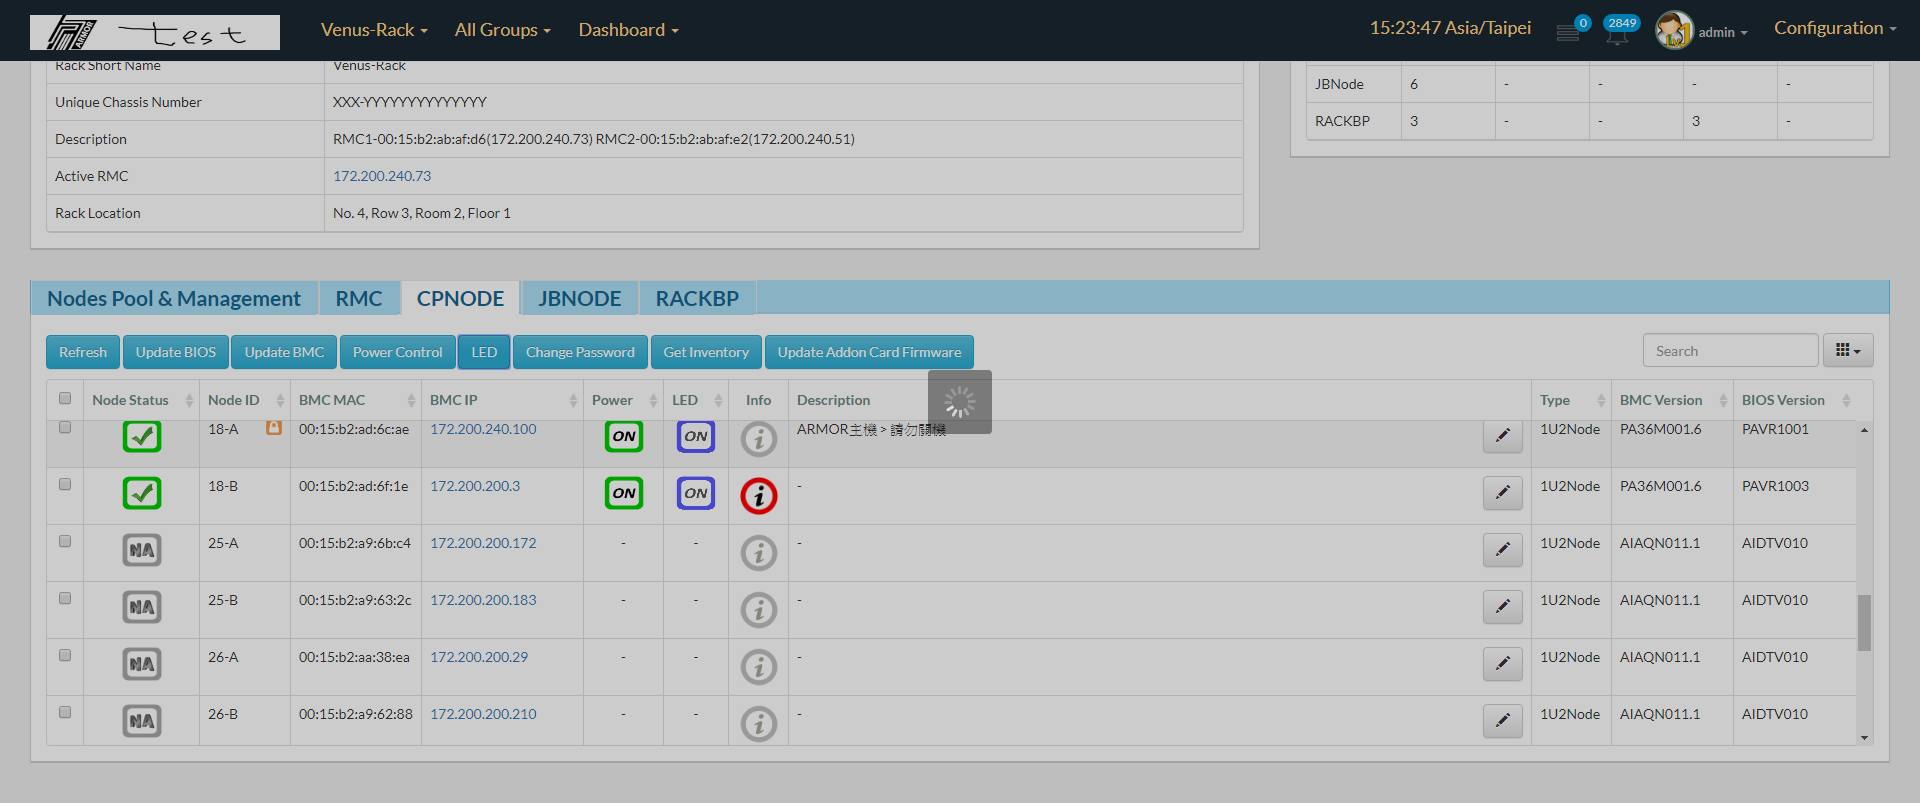 ARMOR test Venus-Rack All Groups Dashboard 15:23:47 Asia/Taipei 0 2849 admin Configuration
Rack Short Name Venus-Rack
Unique Chassis Number XXX-YYYYYYYYYYYYYY
Description RMC1-00:15:b2:ab:af:d6(172.200.240.73) RMC2-00:15:b2:ab:af:e2(172.200.240.51)
Active RMC 172.200.240.73
Rack Location No. 4, Row 3, Room 2, Floor 1
JBNode 6 - - - -
RACKBP 3 - - 3 -
Nodes Pool & Management RMC CPNODE JBNODE RACKBP
Refresh Update BIOS Update BMC Power Control LED Change Password Get Inventory Update Addon Card Firmware Search
Node Status Node ID BMC MAC BMC IP Power LED Info Description Type BMC Version BIOS Version
18-A 00:15:b2:ad:6c:ae 172.200.240.100 ON ON i ARMOR主機 > 請勿關機 1U2Node PA36M001.6 PAVR1001
18-B 00:15:b2:ad:6f:1e 172.200.200.3 ON ON i - 1U2Node PA36M001.6 PAVR1003
NA 25-A 00:15:b2:a9:6b:c4 172.200.200.172 - - i - 1U2Node AIAQN011.1 AIDTV010
NA 25-B 00:15:b2:a9:63:2c 172.200.200.183 - - i - 1U2Node AIAQN011.1 AIDTV010
NA 26-A 00:15:b2:aa:38:ea 172.200.200.29 - - i - 1U2Node AIAQN011.1 AIDTV010
NA 26-B 00:15:b2:a9:62:88 172.200.200.210 - - i - 1U2Node AIAQN011.1 AIDTV010